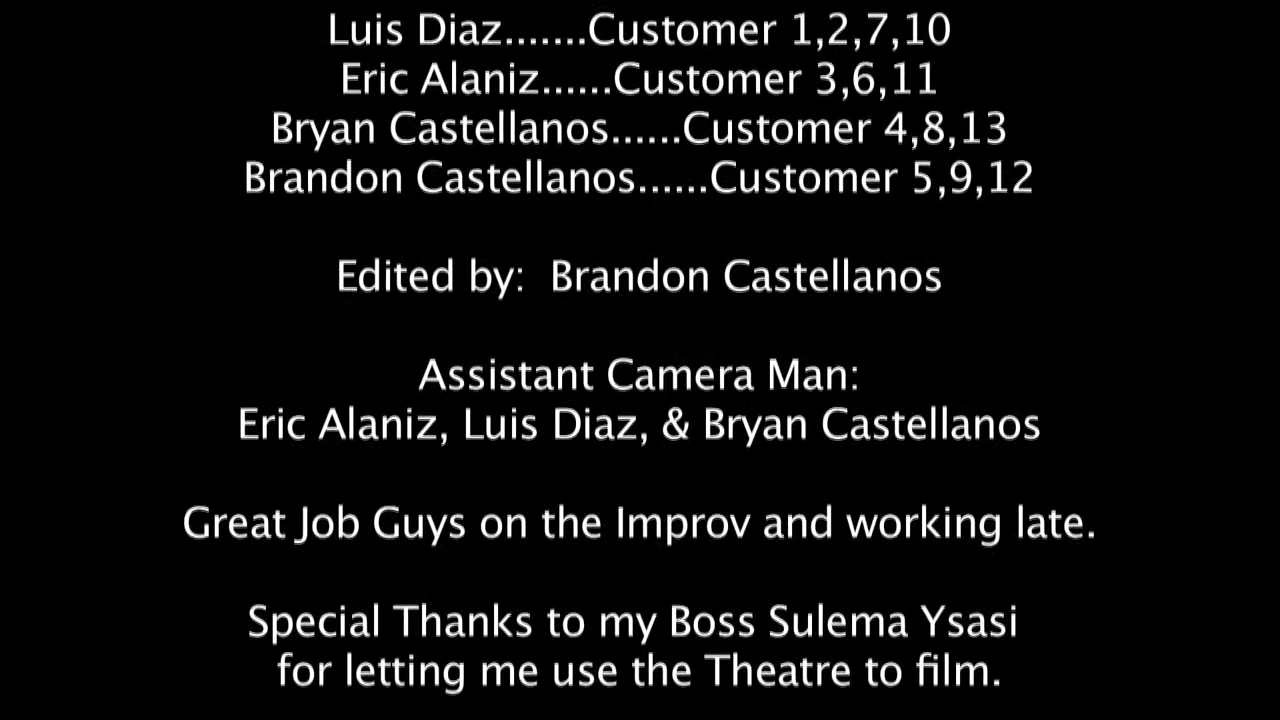 Luis Diaz.......Customer 1,2,7,10
Eric Alaniz......Customer 3,6,11
Bryan Castellanos......Customer 4,8,13
Brandon Castellanos......Customer 5,9,12
Edited by:  Brandon Castellanos
Assistant Camera Man:
Eric Alaniz, Luis Diaz, & Bryan Castellanos
Great Job Guys on the Improv and working late.
Special Thanks to my Boss Sulema Ysasi
for letting me use the Theatre to film.